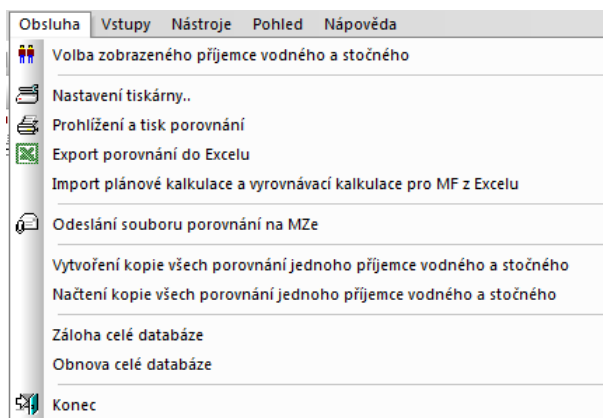 Obsluha Vstupy Nástroje Pohled Nápověda
Volba zobrazeného příjemce vodného a stočného
Nastavení tiskárny..
Prohlížení a tisk porovnání
Export porovnání do Excelu
Import plánové kalkulace a vyrovnávací kalkulace pro MF z Excelu
Odeslání souboru porovnání na MZe
Vytvoření kopie všech porovnání jednoho příjemce vodného a stočného
Načtení kopie všech porovnání jednoho příjemce vodného a stočného
Záloha celé databáze
Obnova celé databáze
Konec